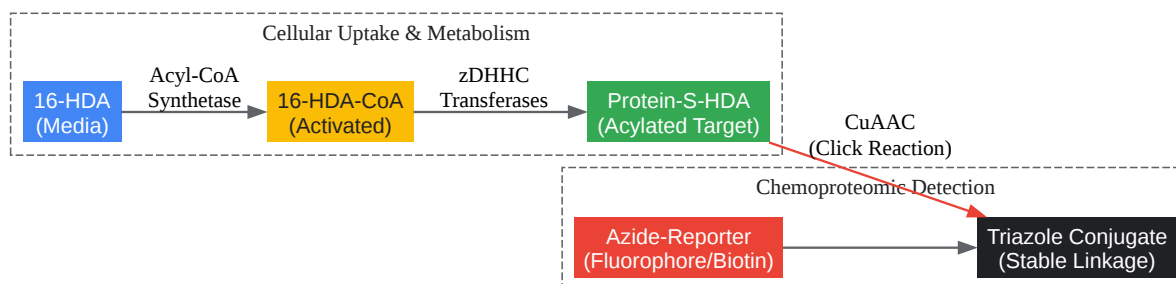 Cellular Uptake & Metabolism
Acyl-CoA
Synthetase
zDHHC
Transferases
16-HDA
(Media)
16-HDA-CoA
(Activated)
Protein-S-HDA
(Acylated Target)
CuAAC
(Click Reaction)
Chemoproteomic Detection
Azide-Reporter
(Fluorophore/Biotin)
Triazole Conjugate
(Stable Linkage)